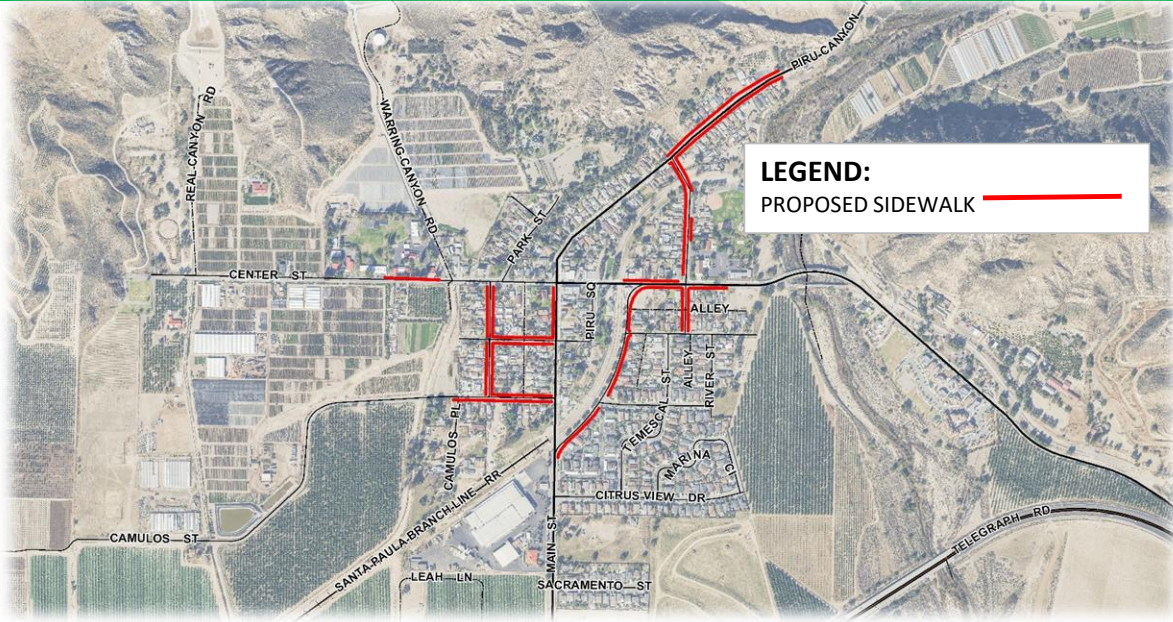 PIRU-CANYON
REAL-CANYON RD
WARRING-CANYON RD
LEGEND:
PROPOSED SIDEWALK
PARK ST
CENTER ST
PIRU SQ
ALLEY
ALLEY
RIVER ST
TEMESCAL ST
CAMULOS PL
MARINA CI
CITRUS VIEW DR
SANTA-PAULA-BRANCH-LINE-RR
MAIN ST
CAMULOS ST
TELEGRAPH RD
LEAH LN
SACRAMENTO ST